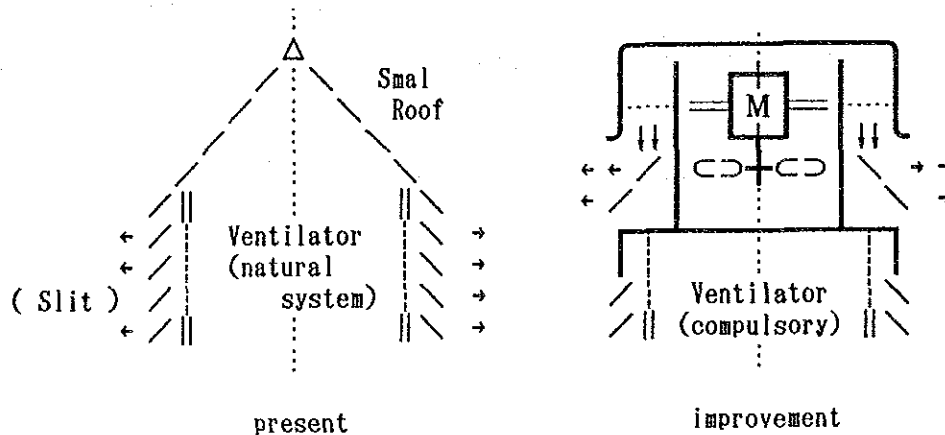 Smal
Roof
Ventilator
(natural
system)
( Slit )
present
M
Ventilator
(compulsory)
improvement